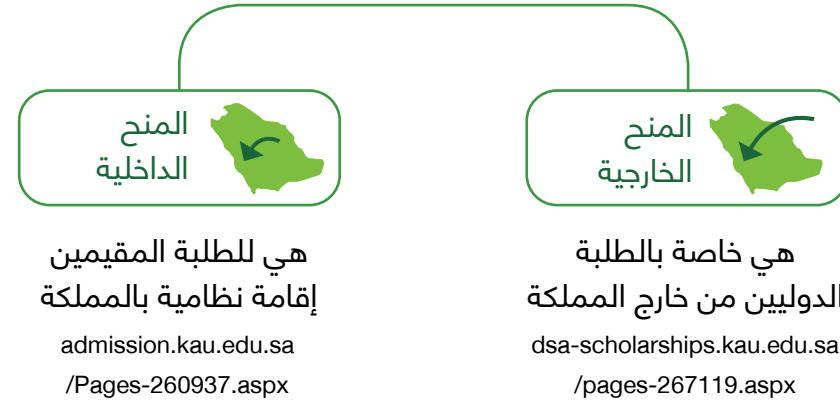 المنح
الخارجية
هي خاصة بالطلبة
الدوليين من خارج المملكة
dsa-scholarships.kau.edu.sa
/pages-267119.aspx
المنح
الداخلية
هي للطلبة المقيمين
إقامة نظامية بالمملكة
admission.kau.edu.sa
/Pages-260937.aspx